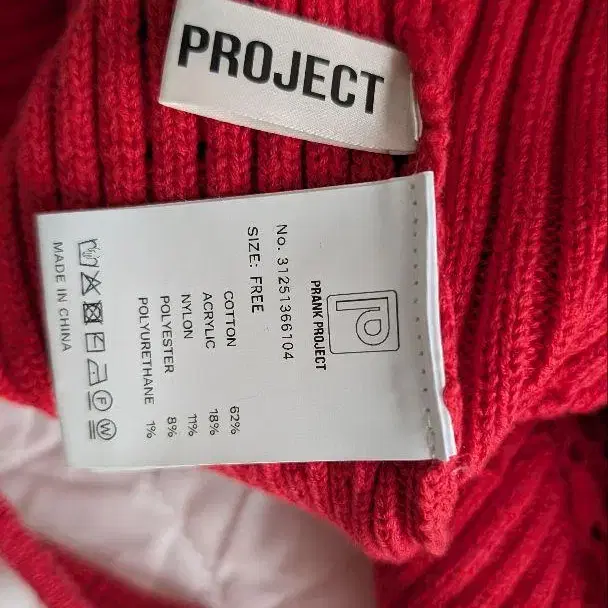 PROJECT
PRANK PROJECT
No. 31251366104
SIZE: FREE
COTTON 62%
ACRYLIC 18%
NYLON 11%
POLYESTER 8%
POLYURETHANE 1%
F W
MADE IN CHINA